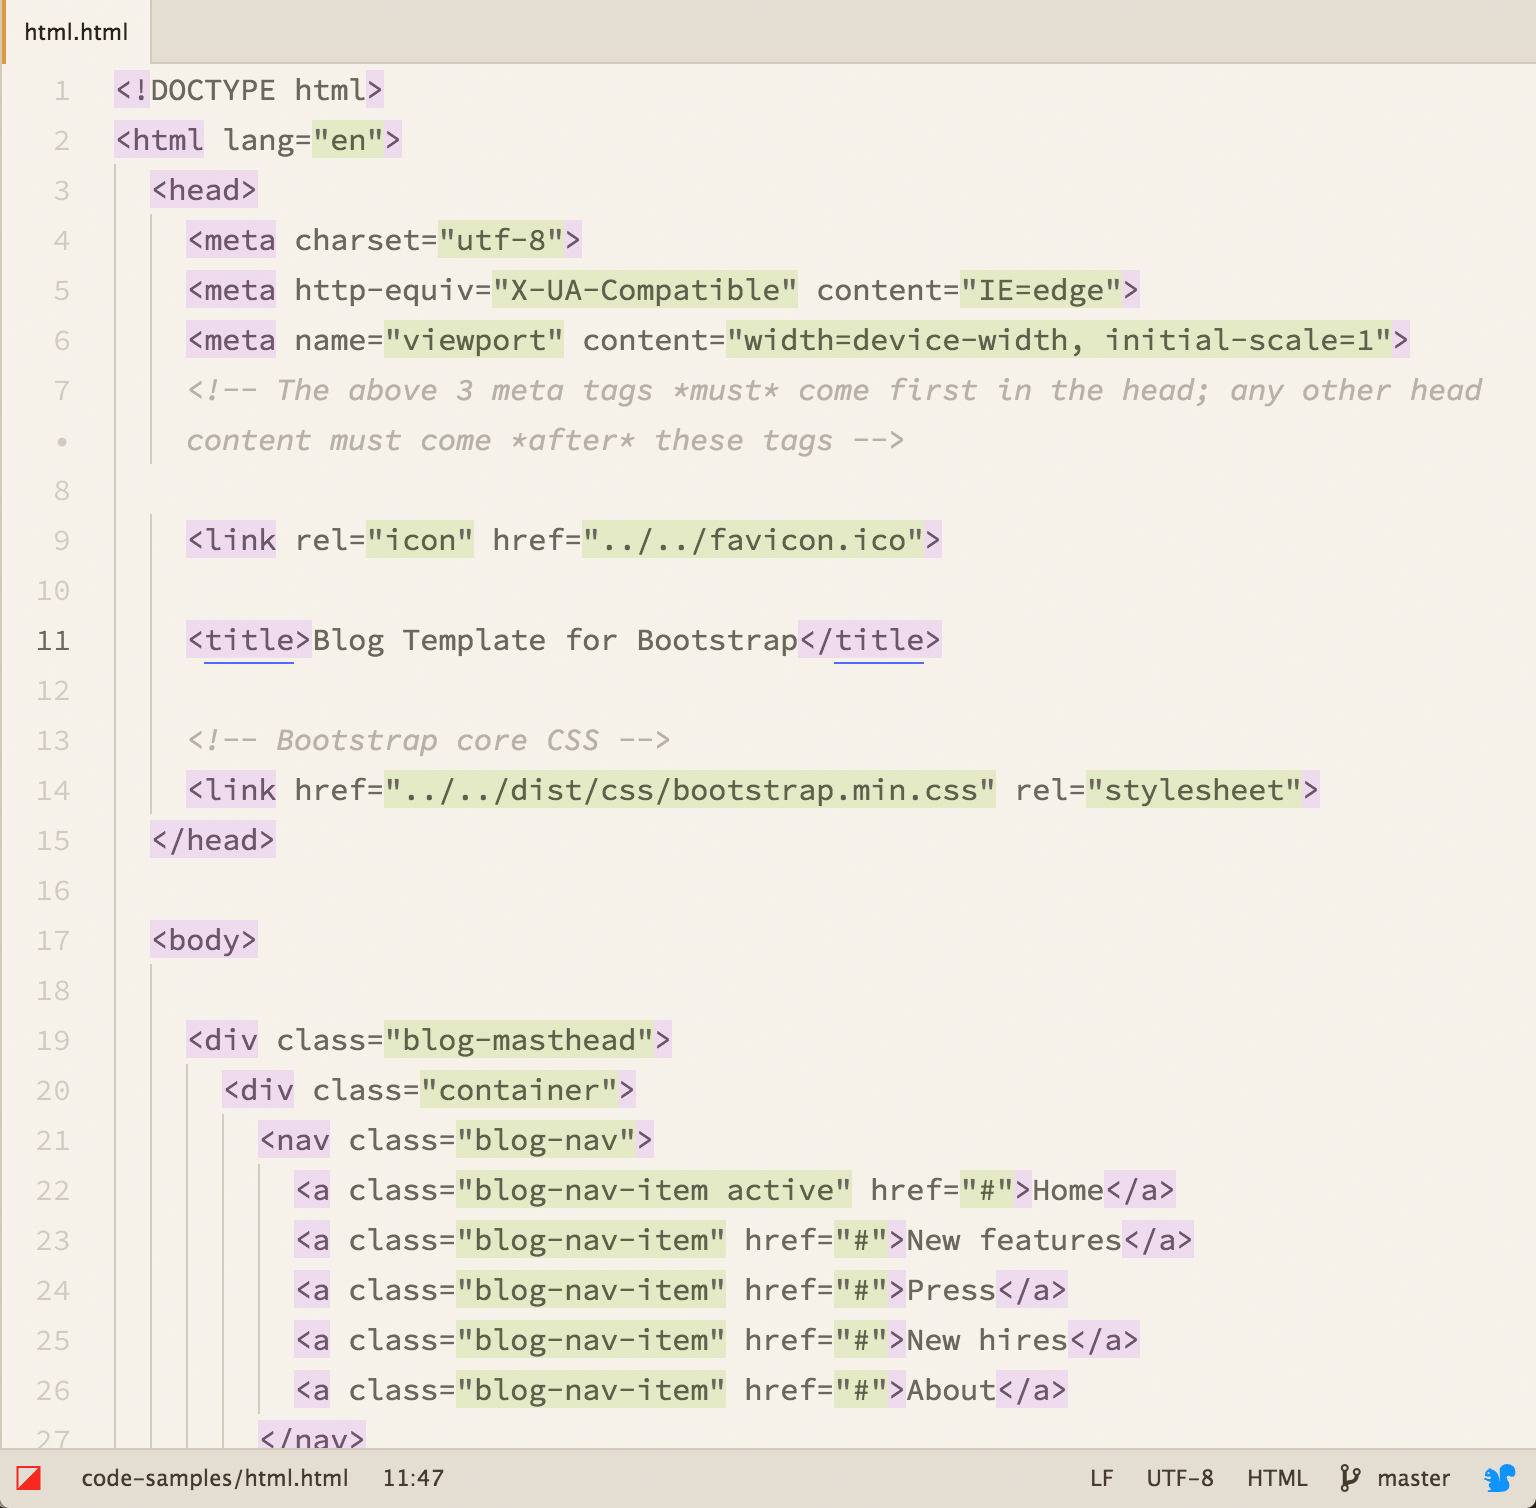 html.html
1 <!DOCTYPE html>
2 <html lang="en">
3 <head>
4 <meta charset="utf-8">
5 <meta http-equiv="X-UA-Compatible" content="IE=edge">
6 <meta name="viewport" content="width=device-width, initial-scale=1">
7 <!-- The above 3 meta tags *must* come first in the head; any other head
• content must come *after* these tags -->
8
9 <link rel="icon" href="../../favicon.ico">
10
11 <title>Blog Template for Bootstrap</title>
12
13 <!-- Bootstrap core CSS -->
14 <link href="../../dist/css/bootstrap.min.css" rel="stylesheet">
15 </head>
16
17 <body>
18
19 <div class="blog-masthead">
20 <div class="container">
21 <nav class="blog-nav">
22 <a class="blog-nav-item active" href="#">Home</a>
23 <a class="blog-nav-item" href="#">New features</a>
24 <a class="blog-nav-item" href="#">Press</a>
25 <a class="blog-nav-item" href="#">New hires</a>
26 <a class="blog-nav-item" href="#">About</a>
27 </nav>
code-samples/html.html 11:47 LF UTF-8 HTML master